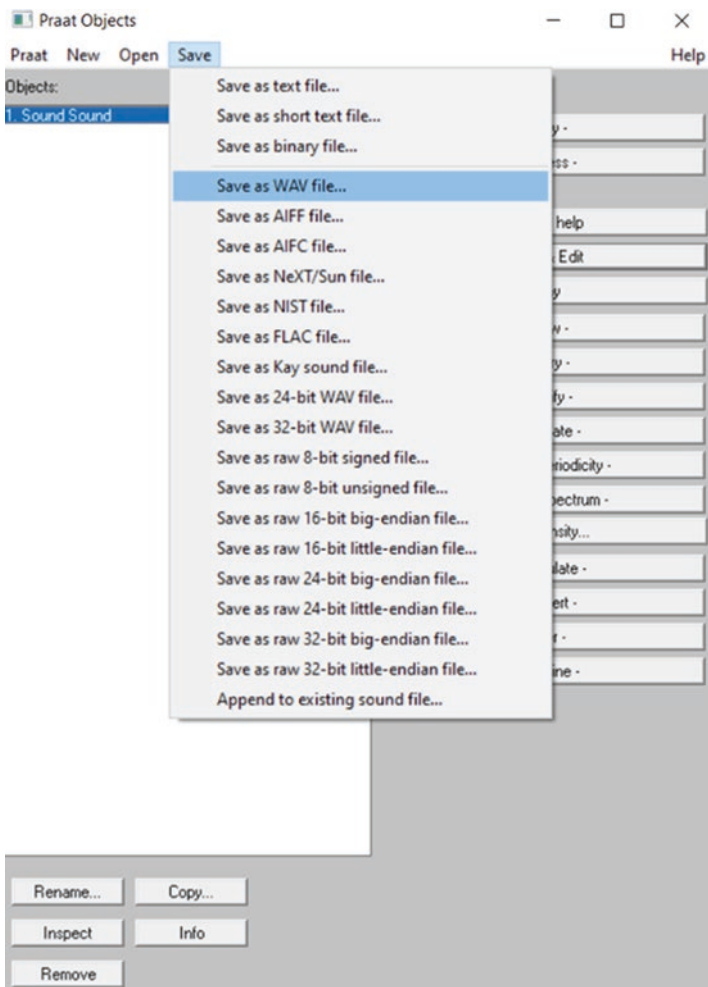 Praat Objects
Praat New Open Save Help
Objects:
1. Sound Sound
Save as text file...
Save as short text file...
Save as binary file...
Save as WAV file...
Save as AIFF file...
Save as AIFC file...
Save as NeXT/Sun file...
Save as NIST file...
Save as FLAC file...
Save as Kay sound file...
Save as 24-bit WAV file...
Save as 32-bit WAV file...
Save as raw 8-bit signed file...
Save as raw 8-bit unsigned file...
Save as raw 16-bit big-endian file...
Save as raw 16-bit little-endian file...
Save as raw 24-bit big-endian file...
Save as raw 24-bit little-endian file...
Save as raw 32-bit big-endian file...
Save as raw 32-bit little-endian file...
Append to existing sound file...
help
Edit
Rename... Copy...
Inspect Info
Remove